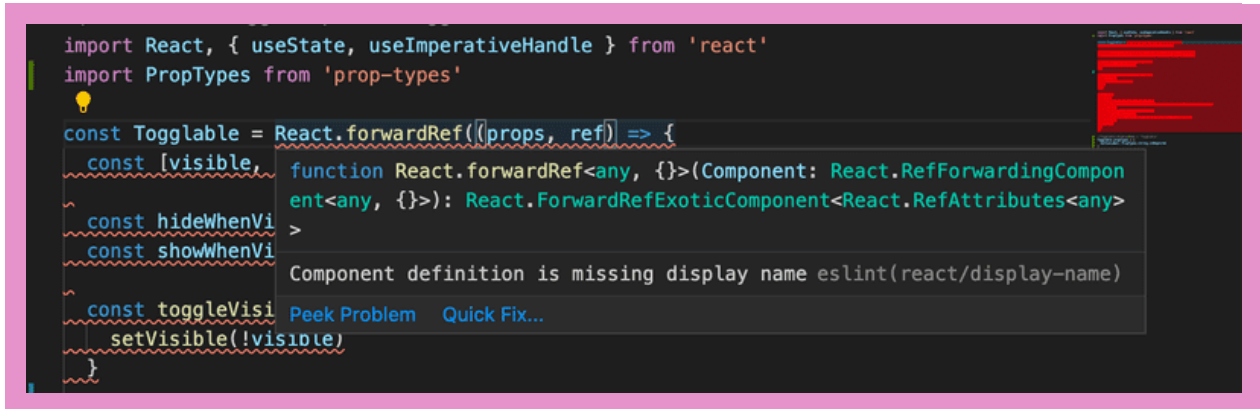 import React, { useState, useImperativeHandle } from 'react'
import PropTypes from 'prop-types'
const Togglable = React.forwardRef((props, ref) => {
const [visible,
function React.forwardRef<any, {}>(Component: React.RefForwardingCompon
ent<any, {}>): React.ForwardRefExoticComponent<React.RefAttributes<any>
const hideWhenVi
>
const showWhenVi
Component definition is missing display name eslint(react/display-name)
const toggleVisi
Peek Problem Quick Fix...
setVisible(!visible)
}